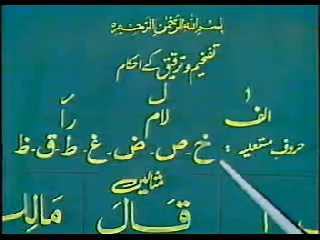 بسم الله الرحمن الرحيم
تفخیم و ترقیق کے احکام
ا ل ر
الف لام را
حروف مستعلیہ : خ - ص - ض - غ - ط - ق - ظ
مثالیں
قَالَ مَالِكِ